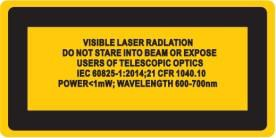 VISIBLE LASER RADLATION
DO NOT STARE INTO BEAM OR EXPOSE
USERS OF TELESCOPIC OPTICS
IEC 60825-1:2014;21 CFR 1040.10
POWER<1mW; WAVELENGTH 600-700nm